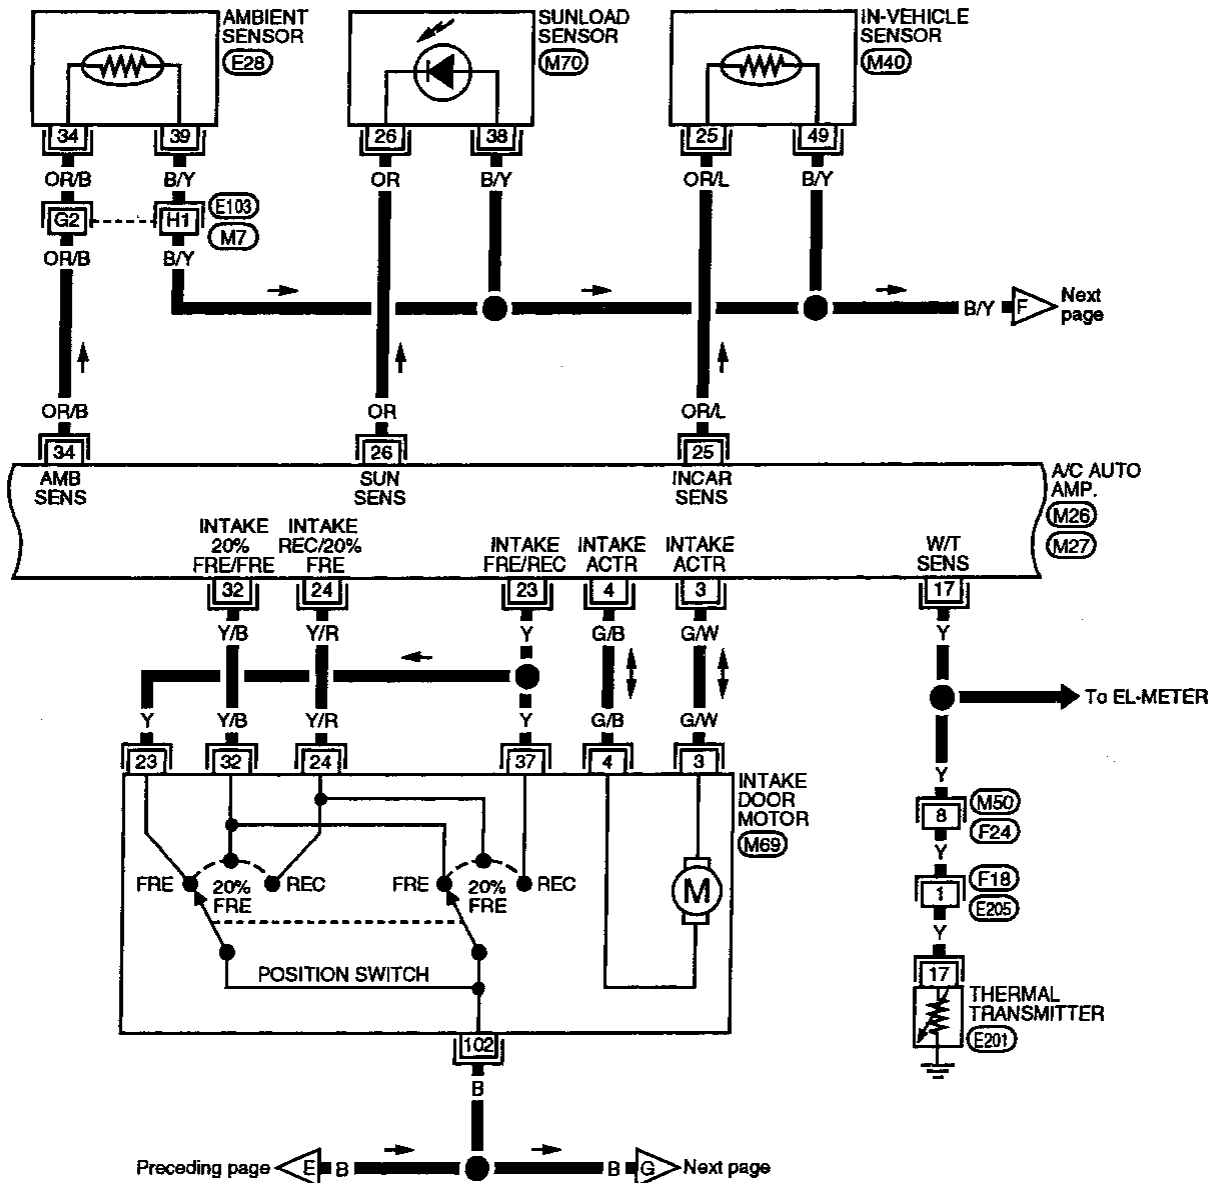 AMBIENT
SENSOR
E28
SUNLOAD
SENSOR
M70
IN-VEHICLE
SENSOR
M40
34 39 26 38 25 49
OR/B B/Y OR B/Y OR/L B/Y
G2 H1 E103
M7
OR/B B/Y
B/Y F Next
page
OR/B OR OR/L
34 26 25
AMB
SENS
SUN
SENS
INCAR
SENS
A/C AUTO
AMP.
M26
M27
INTAKE
20%
FRE/FRE
INTAKE
REC/20%
FRE
INTAKE
FRE/REC
INTAKE
ACTR
INTAKE
ACTR
W/T
SENS
32 24 23 4 3 17
Y/B Y/R Y G/B G/W Y
To EL-METER
Y Y/B Y/R Y G/B G/W
23 32 24 37 4 3
INTAKE
DOOR
MOTOR
M69
Y
8 M50
F24
Y
1 F18
E205
Y
17
THERMAL
TRANSMITTER
E201
FRE 20%
FRE REC
FRE 20%
FRE REC
M
POSITION SWITCH
102
B
Preceding page E B B G Next page